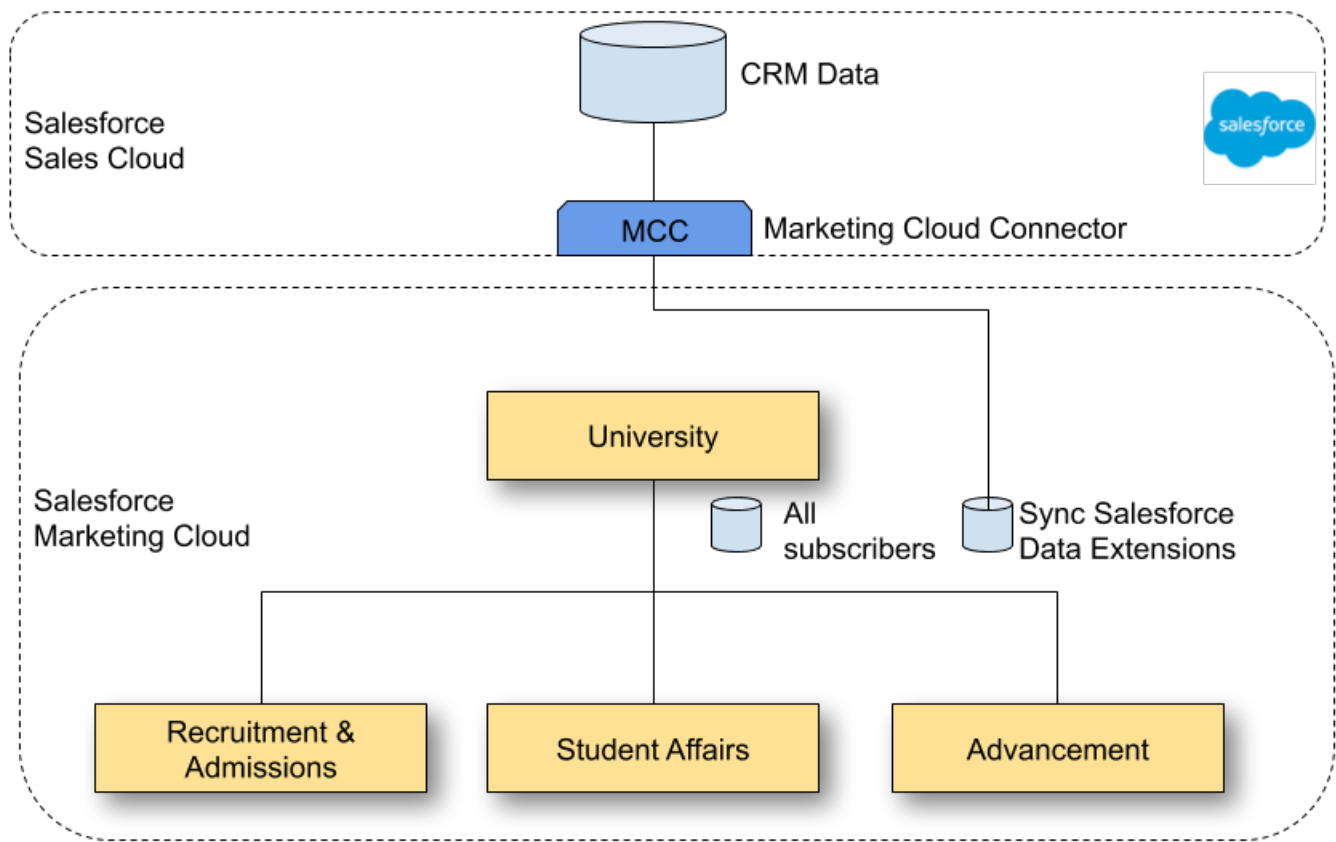 CRM Data
Salesforce
Sales Cloud
salesforce
MCC
Marketing Cloud Connector
University
Salesforce
Marketing Cloud
All
subscribers
Sync Salesforce
Data Extensions
Recruitment &
Admissions
Student Affairs
Advancement